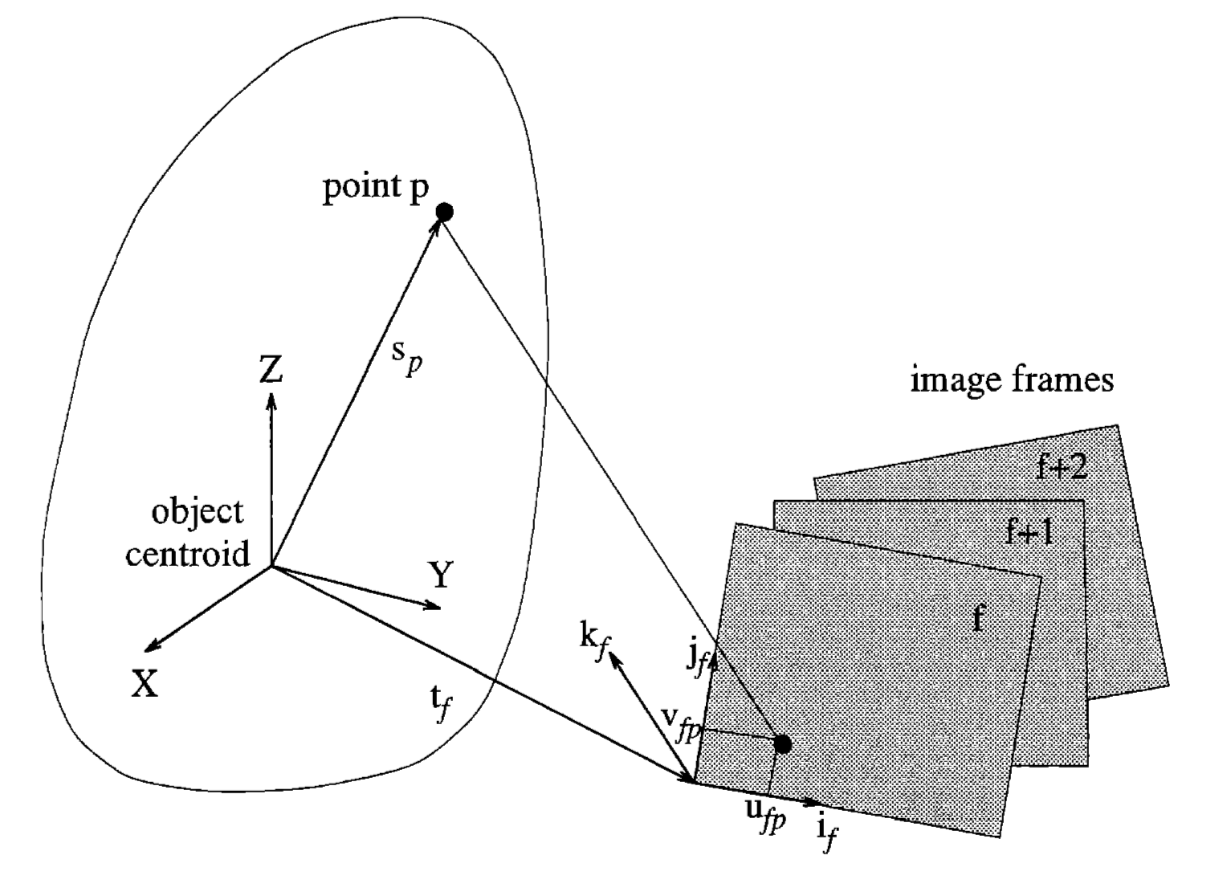 point p
s_p
Z
image frames
f+2
object
centroid
f+1
Y
f
k_f
j_f
X
t_f
v_fp
u_fp
i_f